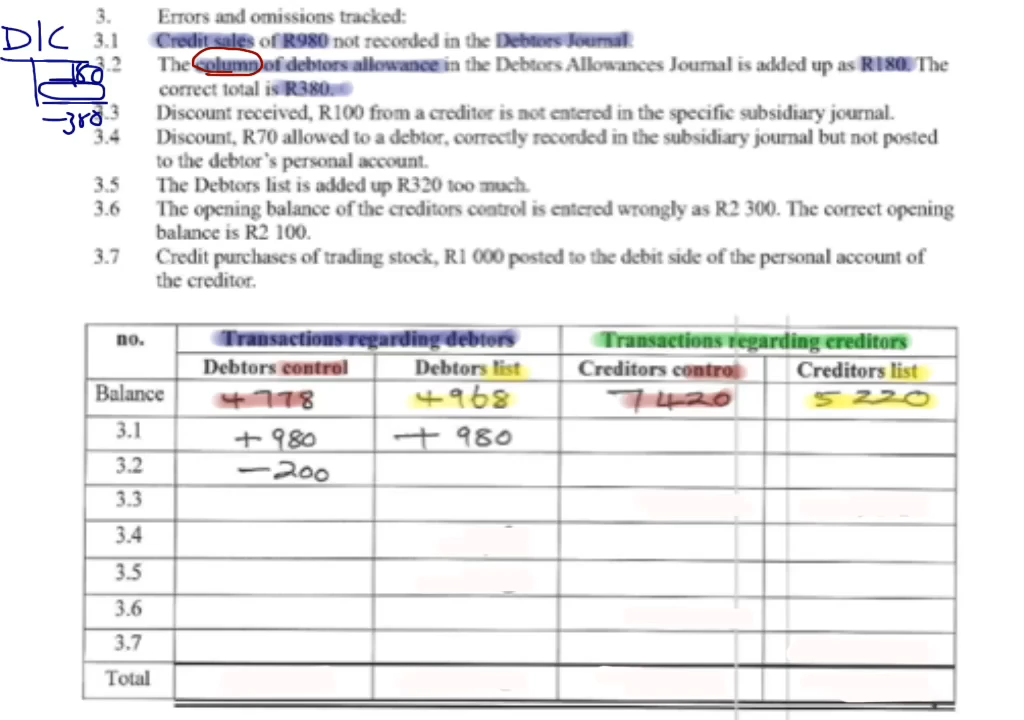 3. Errors and omissions tracked:
3.1 Credit sales of R980 not recorded in the Debtors Journal.
3.2 The column of debtors allowance in the Debtors Allowances Journal is added up as R180. The
correct total is R380.
D|C
180
-380
3.3 Discount received, R100 from a creditor is not entered in the specific subsidiary journal.
3.4 Discount, R70 allowed to a debtor, correctly recorded in the subsidiary journal but not posted
to the debtor's personal account.
3.5 The Debtors list is added up R320 too much.
3.6 The opening balance of the creditors control is entered wrongly as R2 300. The correct opening
balance is R2 100.
3.7 Credit purchases of trading stock, R1 000 posted to the debit side of the personal account of
the creditor.
no. Transactions regarding debtors Transactions regarding creditors
Debtors control Debtors list Creditors control Creditors list
Balance 4778 4968 7420 5220
3.1 +980 +980
3.2 -200
3.3
3.4
3.5
3.6
3.7
Total